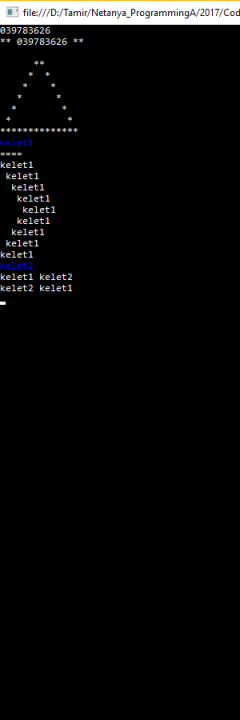 file:///D:/Tamir/Netanya_ProgrammingA/2017/Cod
039783626
** 039783626 **
      **
     *  *
    *    *
   *      *
  *        *
 *          *
**************
kelet1
====
kelet1
 kelet1
  kelet1
   kelet1
    kelet1
   kelet1
  kelet1
 kelet1
kelet1
kelet2
kelet1 kelet2
kelet2 kelet1